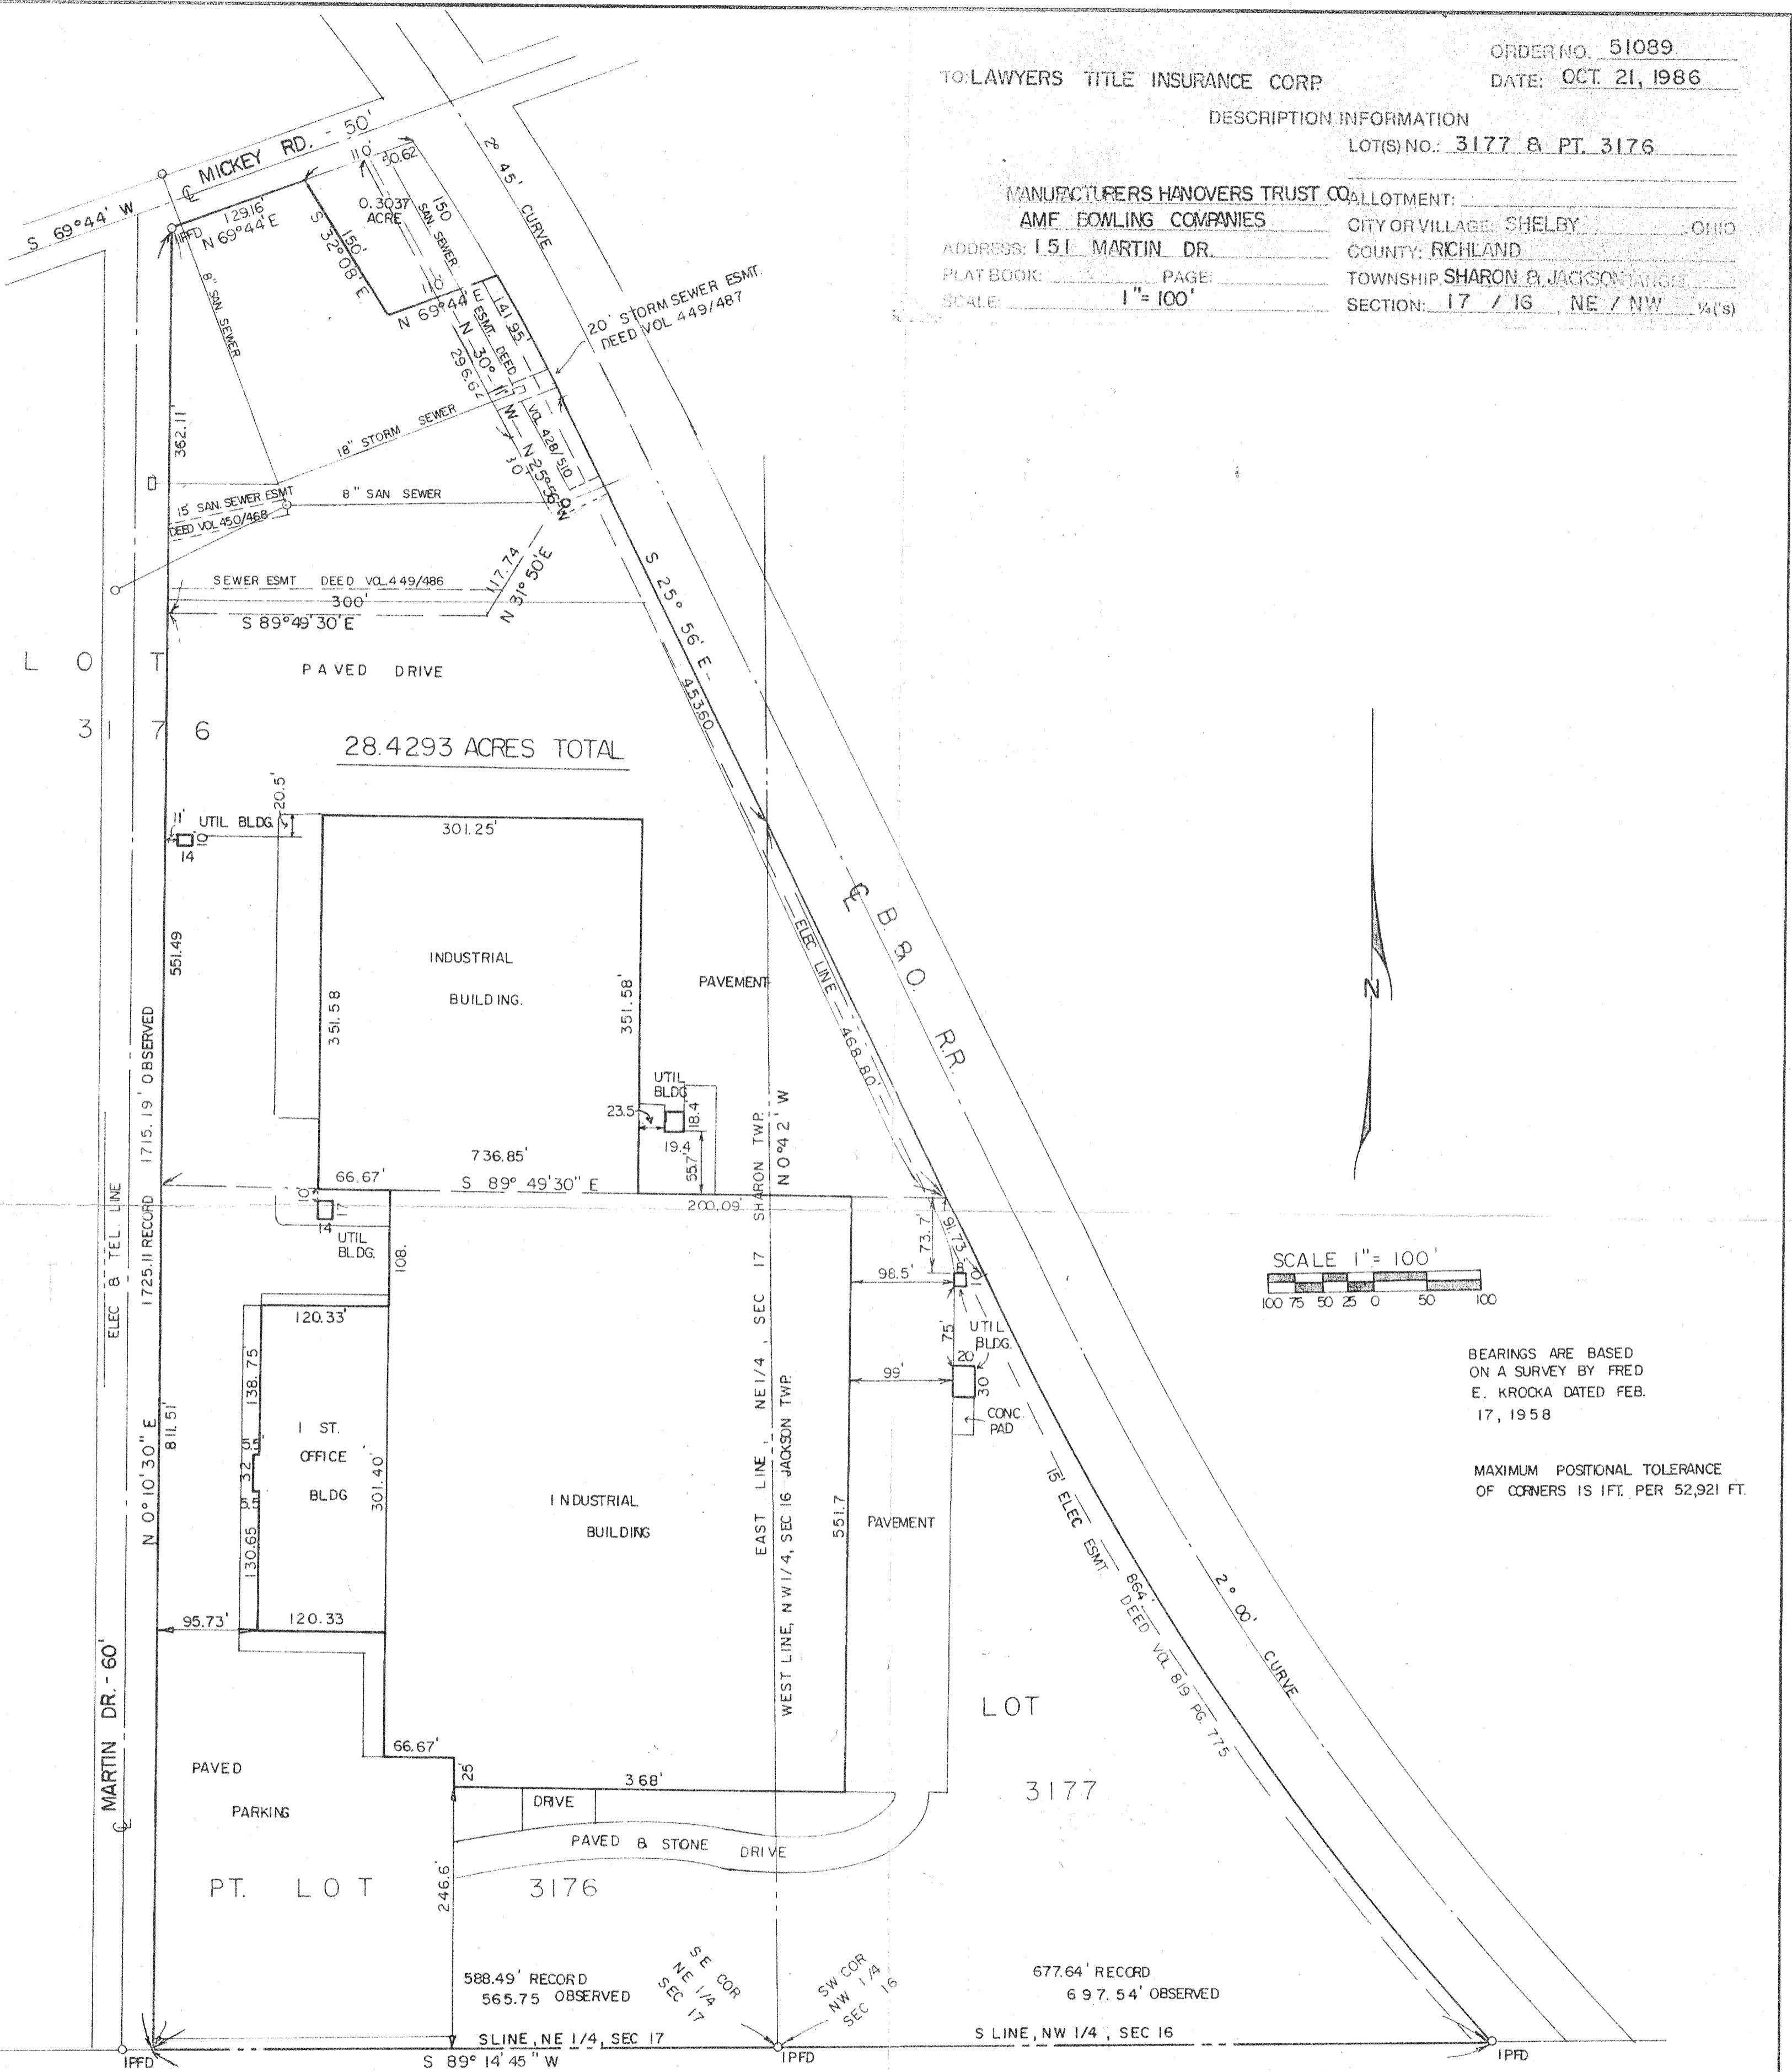 ORDER NO. 51089
TO: LAWYERS TITLE INSURANCE CORP.
DATE: OCT. 21, 1986
DESCRIPTION INFORMATION
LOT(S) NO.: 3177 & PT. 3176
MANUFACTURERS HANOVERS TRUST CO.
ALLOTMENT:
AMF BOWLING COMPANIES
CITY OR VILLAGE: SHELBY OHIO
ADDRESS: 151 MARTIN DR.
COUNTY: RICHLAND
PLAT BOOK: PAGE:
TOWNSHIP: SHARON & JACKSON
SCALE: 1"= 100'
SECTION: 17 / 16 , NE / NW 1/4('s)
MICKEY RD. - 50'
S 69°44' W
℄
129.16'
N 69°44' E
IPFD
110'
50.62
0.3037
ACRE
S 32°08' E
150'
150
SAN. SEWER
2° 45' CURVE
8" SAN SEWER
110'
N 69°44' E
ESMT. DEED
VOL 428/510
141.95'
N 30° 11' W
296.62
20' STORM SEWER ESMT.
DEED VOL 449/487
362.11'
18" STORM SEWER
N 25°56' W
30'
15' SAN. SEWER ESMT
DEED VOL 450/468
8" SAN SEWER
117.74
N 31° 50' E
SEWER ESMT DEED VOL. 449/486
300'
S 89°49'30" E
S 25° 56' E
453.60
LOT
3176
PAVED DRIVE
28.4293 ACRES TOTAL
20.5'
11'
UTIL BLDG.
10
14
301.25'
INDUSTRIAL
BUILDING.
351.58
351.58'
PAVEMENT
℄ B. & O. R.R.
ELEC LINE
468.80'
551.49
UTIL
BLDG
23.5
18.4'
19.4
55.7'
1725.11 RECORD 1715.19' OBSERVED
736.85'
66.67'
S 89° 49'30" E
200.09'
N 0°42' W
10'
17
14
UTIL
BLDG.
108.
ELEC & TEL. LINE
73.7'
91.73
98.5'
8
10
75'
UTIL
BLDG.
20
30
99'
CONC.
PAD
SCALE 1"= 100'
100 75 50 25 0 50 100
BEARINGS ARE BASED
ON A SURVEY BY FRED
E. KROCKA DATED FEB.
17, 1958
MAXIMUM POSITIONAL TOLERANCE
OF CORNERS IS 1FT. PER 52,921 FT.
N
120.33'
138.75'
1 ST.
OFFICE
BLDG
5.5
32
5.5
130.65
301.40'
95.73'
120.33
N 0°10'30" E
811.51'
INDUSTRIAL
BUILDING
EAST LINE, NE 1/4, SEC 17 SHARON TWP.
WEST LINE, NW 1/4, SEC 16 JACKSON TWP.
551.7
PAVEMENT
15' ELEC ESMT.
864'
DEED VOL 819 PG. 775
2° 00' CURVE
MARTIN DR. - 60'
℄
66.67'
25'
368'
PAVED
PARKING
DRIVE
PAVED & STONE DRIVE
LOT
3177
PT. LOT 3176
246.6'
588.49' RECORD
565.75 OBSERVED
SE COR
NE 1/4
SEC 17
SW COR
NW 1/4
SEC 16
677.64' RECORD
697.54' OBSERVED
S LINE, NE 1/4, SEC 17
S LINE, NW 1/4, SEC 16
IPFD
S 89° 14' 45" W
IPFD
IPFD